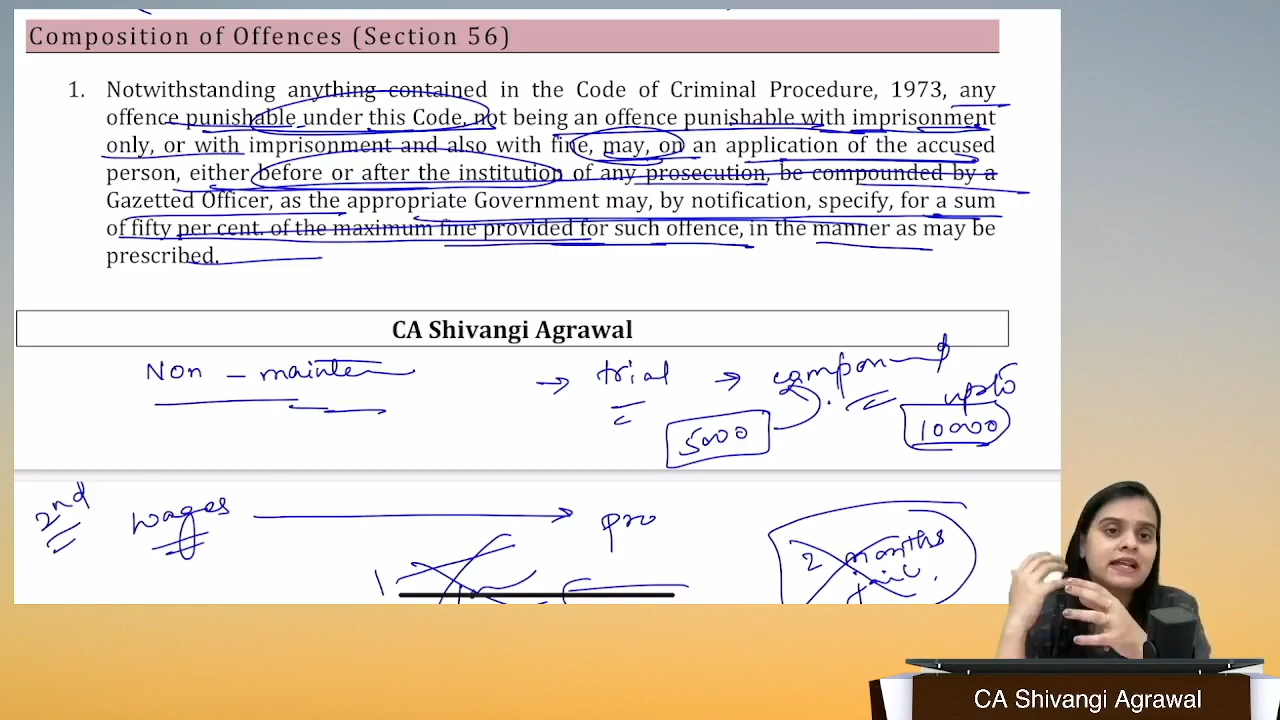 Composition of Offences (Section 56)
1. Notwithstanding anything contained in the Code of Criminal Procedure, 1973, any
offence punishable under this Code, not being an offence punishable with imprisonment
only, or with imprisonment and also with fine, may, on an application of the accused
person, either before or after the institution of any prosecution, be compounded by a
Gazetted Officer, as the appropriate Government may, by notification, specify, for a sum
of fifty per cent. of the maximum fine provided for such offence, in the manner as may be
prescribed.
CA Shivangi Agrawal
Non - mainten → trial → compon
upto
5000 10000
2nd wages → pro
2 months
jail.
CA Shivangi Agrawal